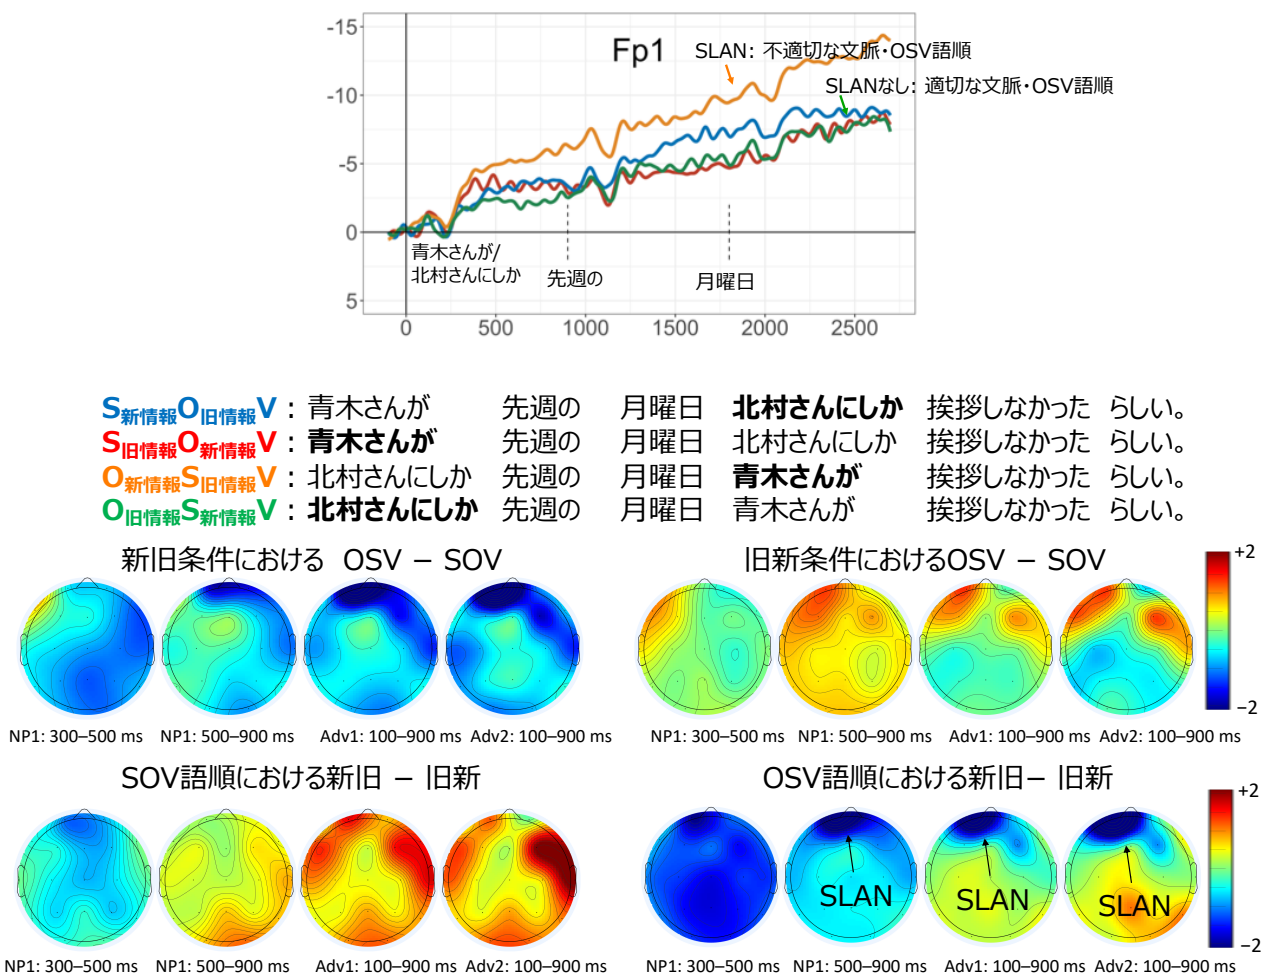 -15
Fp1
SLAN: 不適切な文脈・OSV語順
SLANなし: 適切な文脈・OSV語順
-10
-5
0
5
青木さんが/
北村さんにしか
先週の
月曜日
0 500 1000 1500 2000 2500
S新情報O旧情報V : 青木さんが 先週の 月曜日 北村さんにしか 挨拶しなかった らしい。
S旧情報O新情報V : 青木さんが 先週の 月曜日 北村さんにしか 挨拶しなかった らしい。
O新情報S旧情報V : 北村さんにしか 先週の 月曜日 青木さんが 挨拶しなかった らしい。
O旧情報S新情報V : 北村さんにしか 先週の 月曜日 青木さんが 挨拶しなかった らしい。
新旧条件における OSV − SOV
旧新条件におけるOSV − SOV
+2
−2
NP1: 300–500 ms NP1: 500–900 ms Adv1: 100–900 ms Adv2: 100–900 ms
NP1: 300–500 ms NP1: 500–900 ms Adv1: 100–900 ms Adv2: 100–900 ms
SOV語順における新旧 − 旧新
OSV語順における新旧− 旧新
+2
−2
SLAN
SLAN
SLAN
NP1: 300–500 ms NP1: 500–900 ms Adv1: 100–900 ms Adv2: 100–900 ms
NP1: 300–500 ms NP1: 500–900 ms Adv1: 100–900 ms Adv2: 100–900 ms